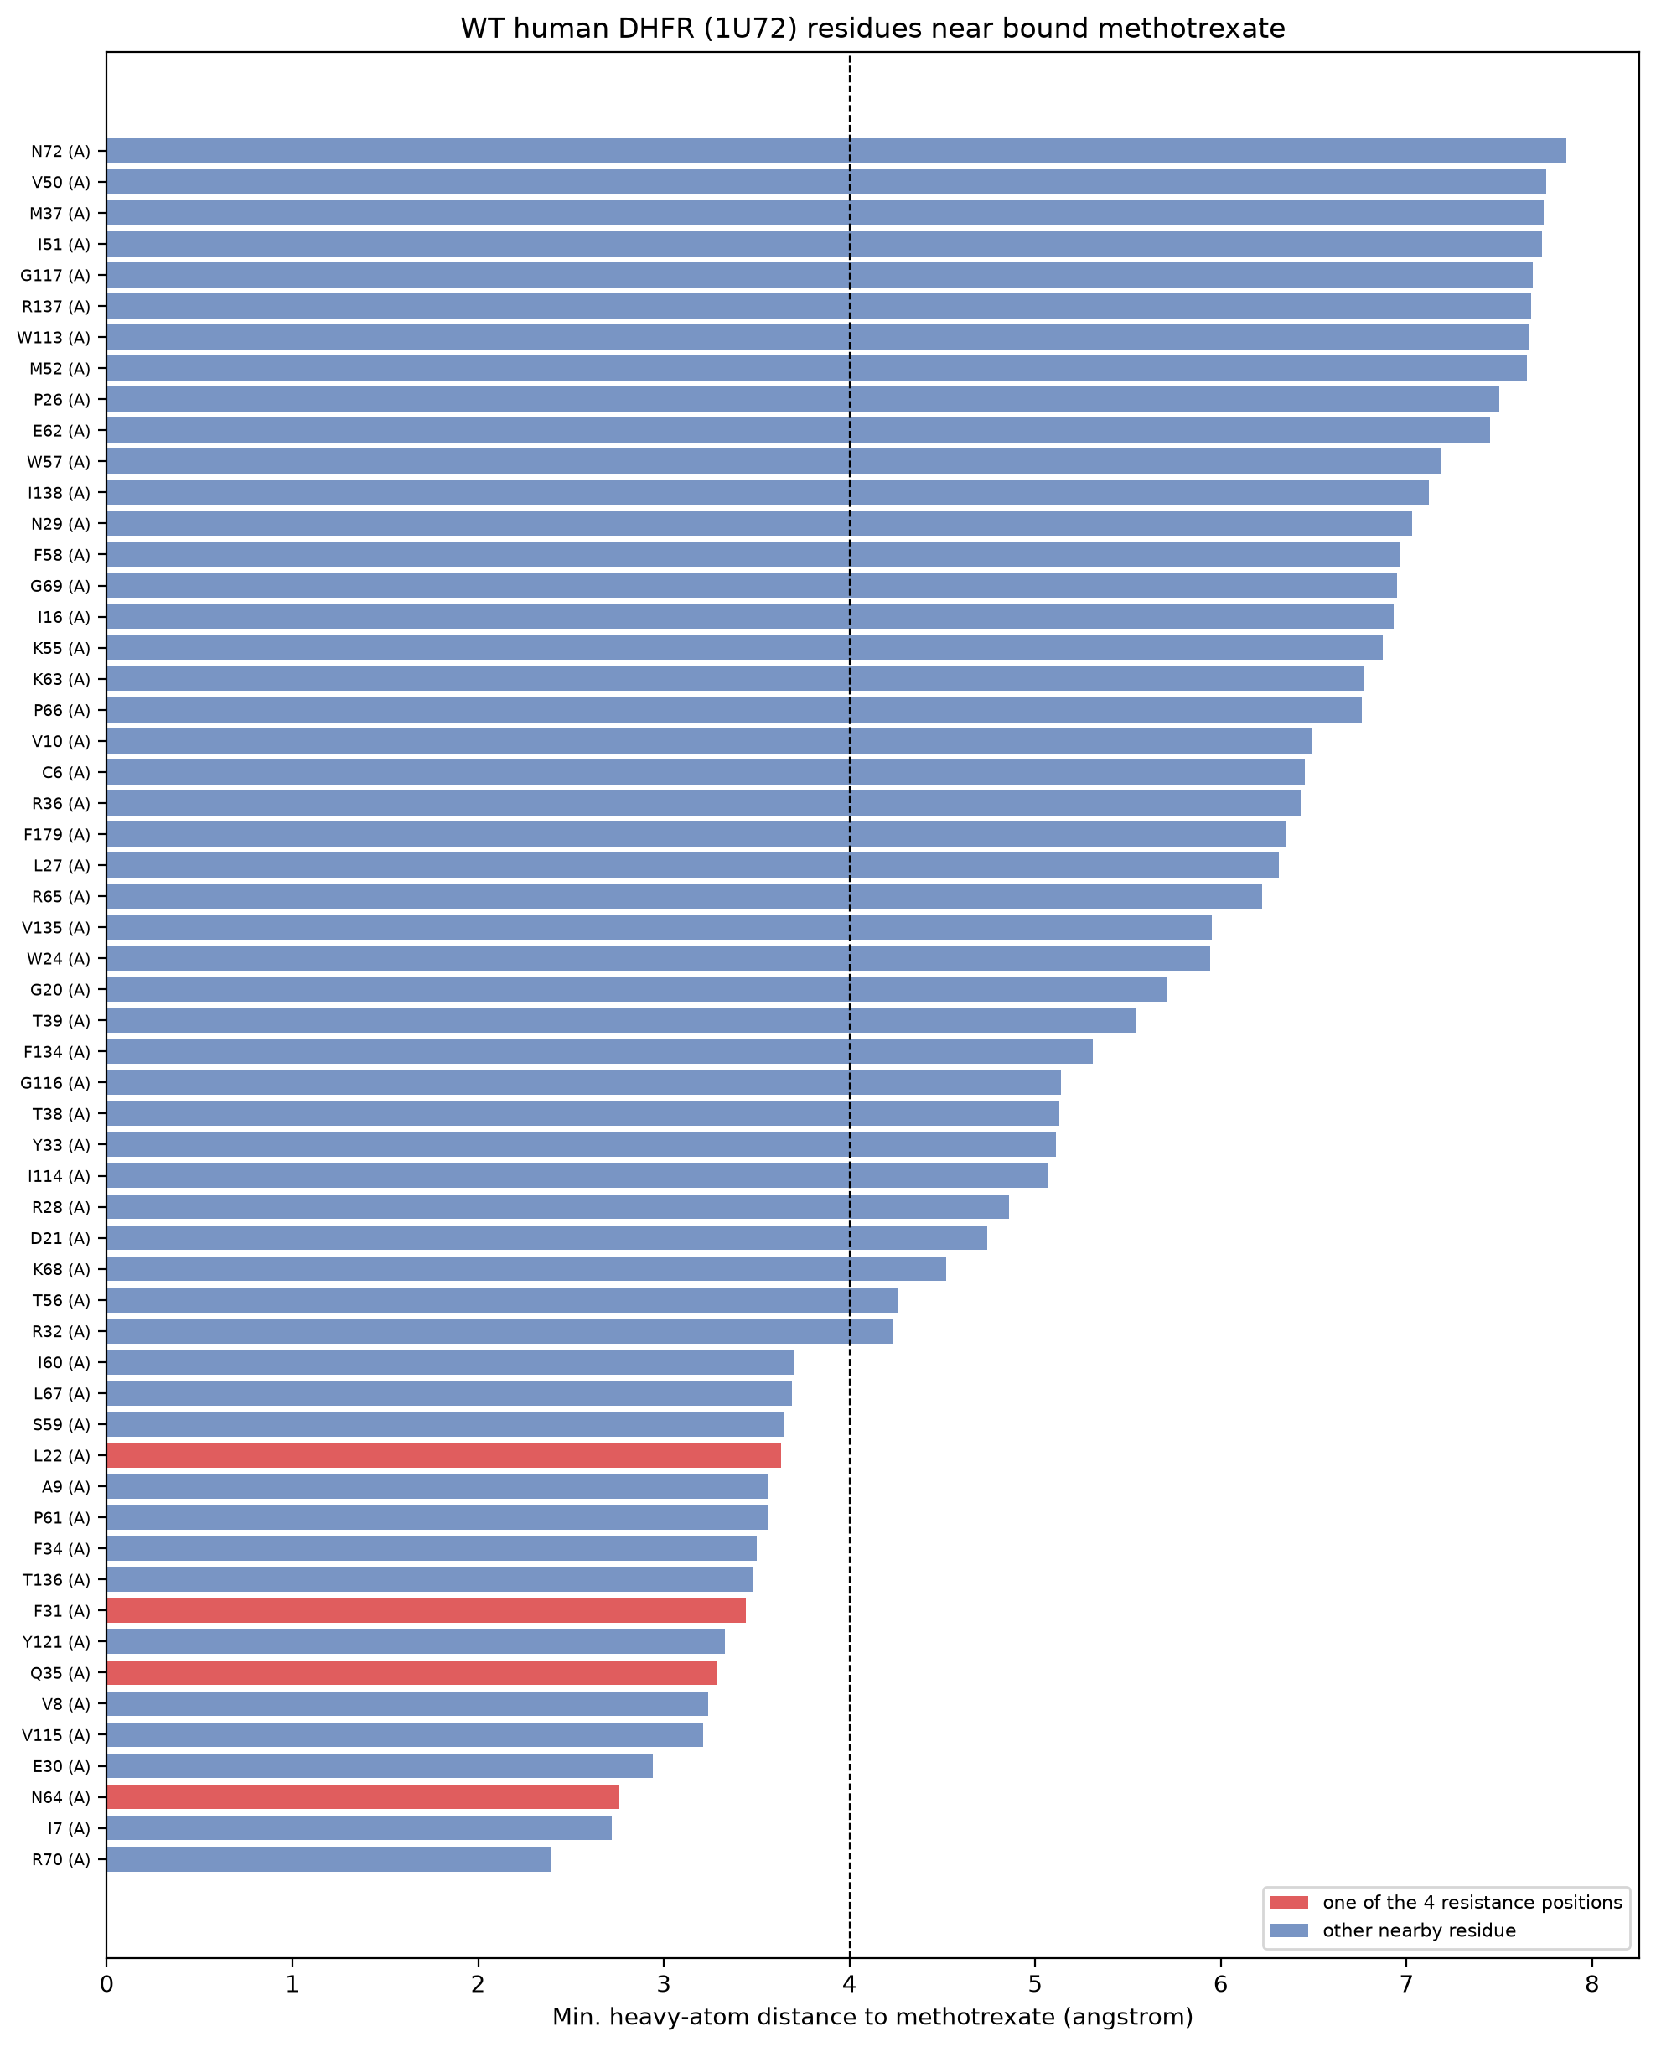 WT human DHFR (1U72) residues near bound methotrexate
N72 (A)
V50 (A)
M37 (A)
I51 (A)
G117 (A)
R137 (A)
W113 (A)
M52 (A)
P26 (A)
E62 (A)
W57 (A)
I138 (A)
N29 (A)
F58 (A)
G69 (A)
I16 (A)
K55 (A)
K63 (A)
P66 (A)
V10 (A)
C6 (A)
R36 (A)
F179 (A)
L27 (A)
R65 (A)
V135 (A)
W24 (A)
G20 (A)
T39 (A)
F134 (A)
G116 (A)
T38 (A)
Y33 (A)
I114 (A)
R28 (A)
D21 (A)
K68 (A)
T56 (A)
R32 (A)
I60 (A)
L67 (A)
S59 (A)
L22 (A)
A9 (A)
P61 (A)
F34 (A)
T136 (A)
F31 (A)
Y121 (A)
Q35 (A)
V8 (A)
V115 (A)
E30 (A)
N64 (A)
I7 (A)
R70 (A)
one of the 4 resistance positions
other nearby residue
0 1 2 3 4 5 6 7 8
Min. heavy-atom distance to methotrexate (angstrom)